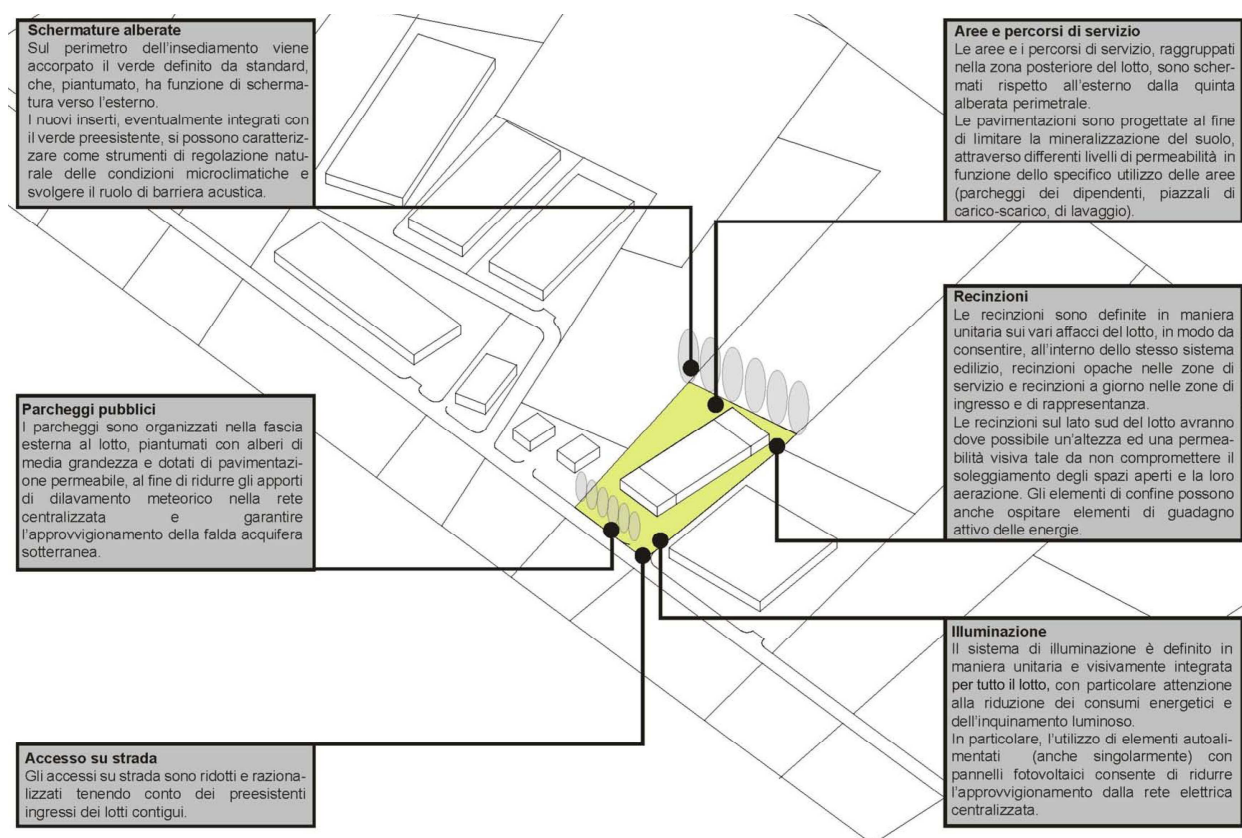 Schermature alberate
Sul perimetro dell'insediamento viene
accorpato il verde definito da standard,
che, piantumato, ha funzione di scherma-
tura verso l'esterno.
I nuovi inserti, eventualmente integrati con
il verde preesistente, si possono caratteriz-
zare come strumenti di regolazione natu-
rale delle condizioni microclimatiche e
svolgere il ruolo di barriera acustica.
Parcheggi pubblici
I parcheggi sono organizzati nella fascia
esterna al lotto, piantumati con alberi di
media grandezza e dotati di pavimentazi-
one permeabile, al fine di ridurre gli apporti
di dilavamento meteorico nella rete
centralizzata e garantire
l'approvvigionamento della falda acquifera
sotterranea.
Accesso su strada
Gli accessi su strada sono ridotti e raziona-
lizzati tenendo conto dei preesistenti
ingressi dei lotti contigui.
Aree e percorsi di servizio
Le aree e i percorsi di servizio, raggruppati
nella zona posteriore del lotto, sono scher-
mati rispetto all'esterno dalla quinta
alberata perimetrale.
Le pavimentazioni sono progettate al fine
di limitare la mineralizzazione del suolo,
attraverso differenti livelli di permeabilità in
funzione dello specifico utilizzo delle aree
(parcheggi dei dipendenti, piazzali di
carico-scarico, di lavaggio).
Recinzioni
Le recinzioni sono definite in maniera
unitaria sui vari affacci del lotto, in modo da
consentire, all'interno dello stesso sistema
edilizio, recinzioni opache nelle zone di
servizio e recinzioni a giorno nelle zone di
ingresso e di rappresentanza.
Le recinzioni sul lato sud del lotto avranno
dove possibile un'altezza ed una permea-
bilità visiva tale da non compromettere il
soleggiamento degli spazi aperti e la loro
aerazione. Gli elementi di confine possono
anche ospitare elementi di guadagno
attivo delle energie.
Illuminazione
Il sistema di illuminazione è definito in
maniera unitaria e visivamente integrata
per tutto il lotto, con particolare attenzione
alla riduzione dei consumi energetici e
dell'inquinamento luminoso.
In particolare, l'utilizzo di elementi autoali-
mentati (anche singolarmente) con
pannelli fotovoltaici consente di ridurre
l'approvvigionamento dalla rete elettrica
centralizzata.